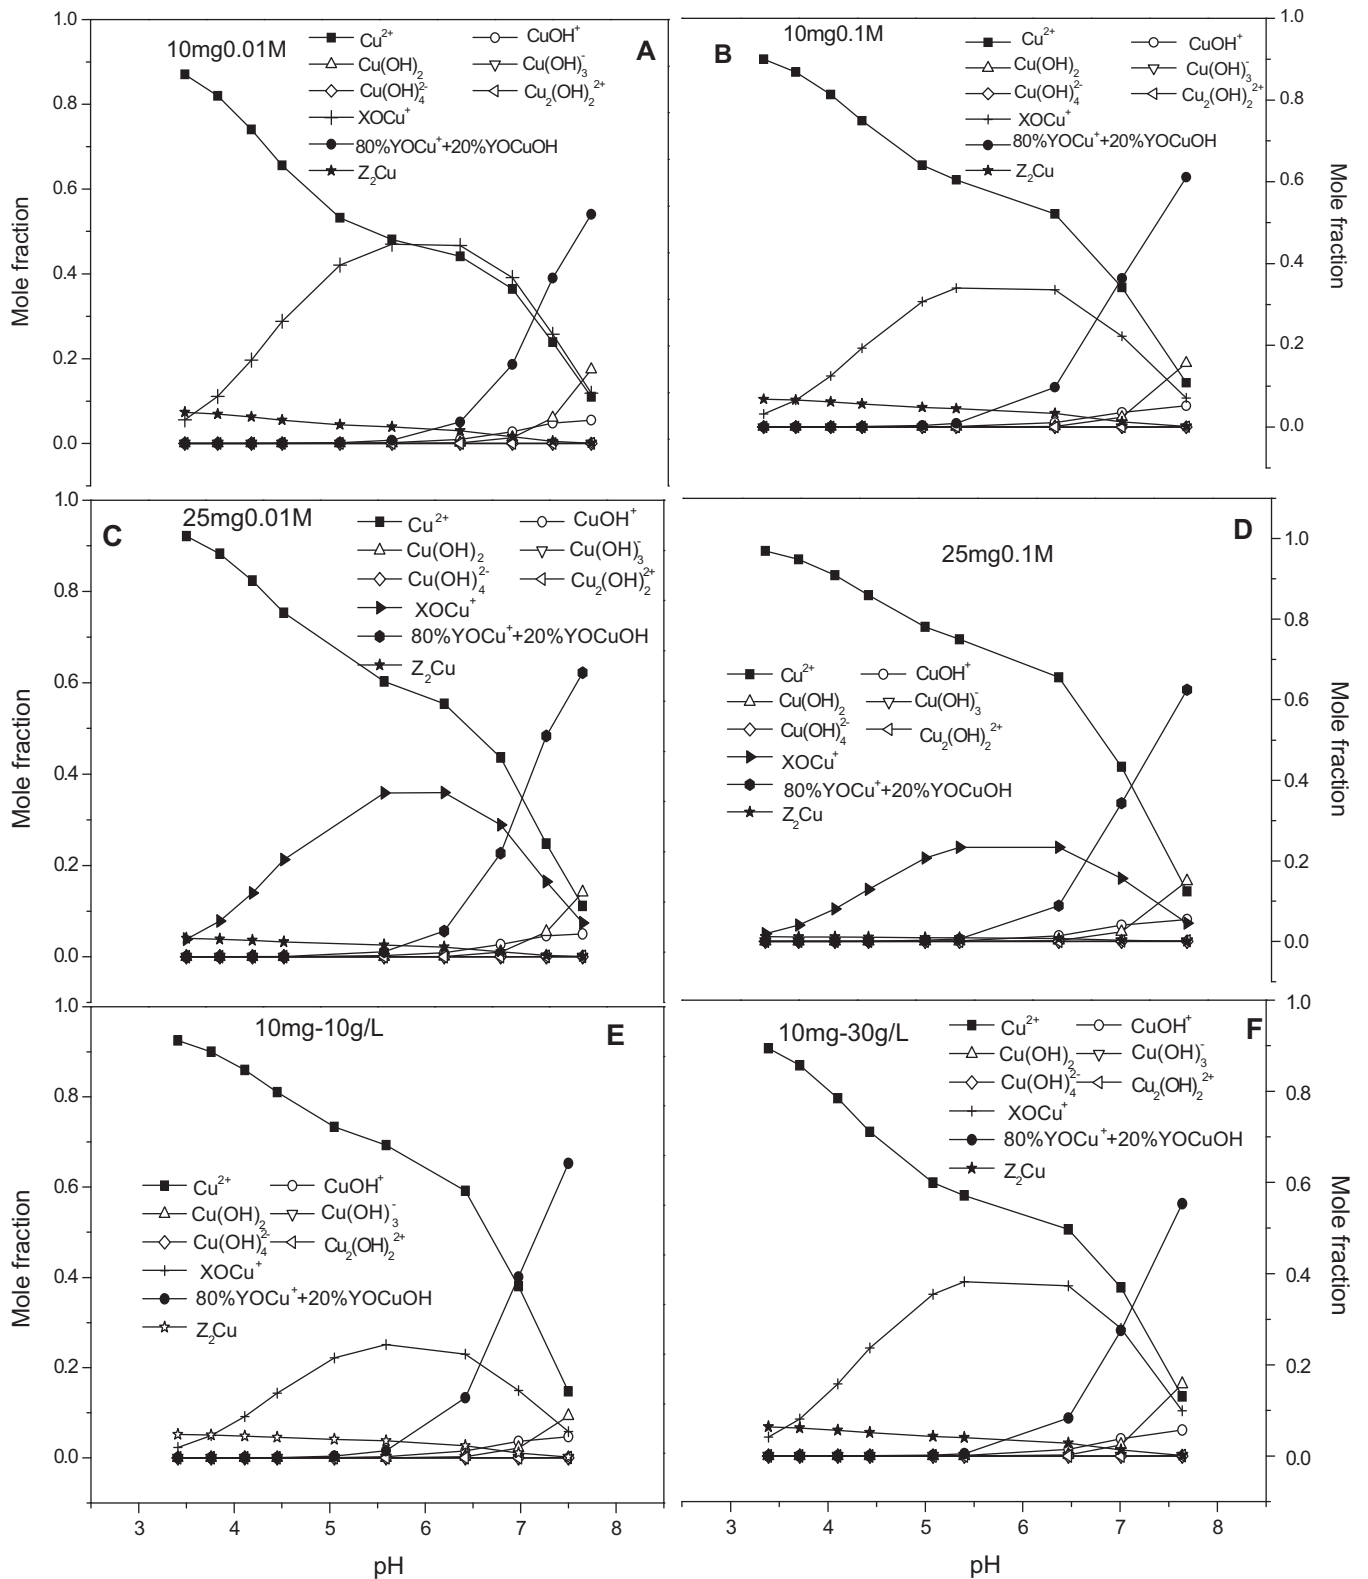 10mg0.01M
A
Cu²⁺
CuOH⁺
Cu(OH)₂
Cu(OH)₃⁻
Cu(OH)₄²⁻
Cu₂(OH)₂²⁺
XOCu⁺
80%YOCu⁺+20%YOCuOH
Z₂Cu
Mole fraction
1.0
0.8
0.6
0.4
0.2
0.0
B
10mg0.1M
Cu²⁺
CuOH⁺
Cu(OH)₂
Cu(OH)₃⁻
Cu(OH)₄²⁻
Cu₂(OH)₂²⁺
XOCu⁺
80%YOCu⁺+20%YOCuOH
Z₂Cu
1.0
0.8
0.6
0.4
0.2
0.0
Mole fraction
C
25mg0.01M
Cu²⁺
CuOH⁺
Cu(OH)₂
Cu(OH)₃⁻
Cu(OH)₄²⁻
Cu₂(OH)₂²⁺
XOCu⁺
80%YOCu⁺+20%YOCuOH
Z₂Cu
Mole fraction
1.0
0.8
0.6
0.4
0.2
0.0
D
25mg0.1M
Cu²⁺
CuOH⁺
Cu(OH)₂
Cu(OH)₃⁻
Cu(OH)₄²⁻
Cu₂(OH)₂²⁺
XOCu⁺
80%YOCu⁺+20%YOCuOH
Z₂Cu
1.0
0.8
0.6
0.4
0.2
0.0
Mole fraction
10mg-10g/L
E
Cu²⁺
CuOH⁺
Cu(OH)₂
Cu(OH)₃⁻
Cu(OH)₄²⁻
Cu₂(OH)₂²⁺
XOCu⁺
80%YOCu⁺+20%YOCuOH
Z₂Cu
Mole fraction
1.0
0.8
0.6
0.4
0.2
0.0
3 4 5 6 7 8
pH
10mg-30g/L
F
Cu²⁺
CuOH⁺
Cu(OH)₂
Cu(OH)₃⁻
Cu(OH)₄²⁻
Cu₂(OH)₂²⁺
XOCu⁺
80%YOCu⁺+20%YOCuOH
Z₂Cu
1.0
0.8
0.6
0.4
0.2
0.0
Mole fraction
3 4 5 6 7 8
pH